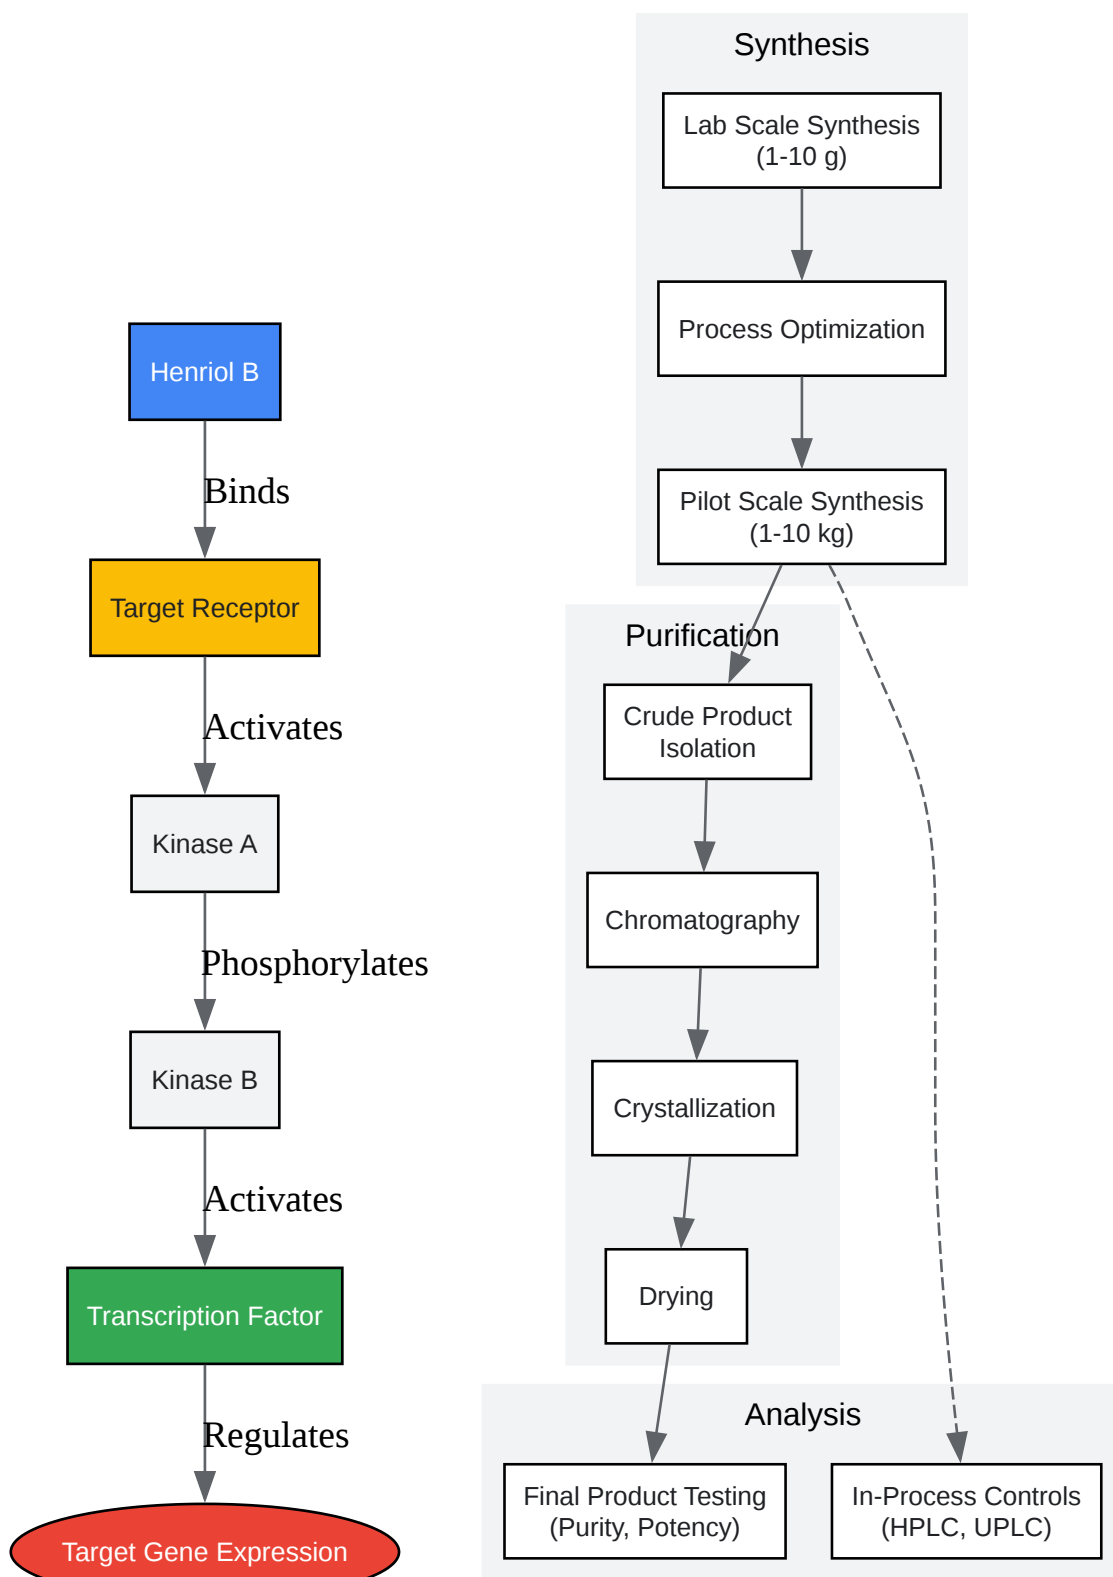 Henriol B
Binds
Target Receptor
Activates
Kinase A
Phosphorylates
Kinase B
Activates
Transcription Factor
Regulates
Target Gene Expression
Synthesis
Lab Scale Synthesis
(1-10 g)
Process Optimization
Pilot Scale Synthesis
(1-10 kg)
Purification
Crude Product
Isolation
Chromatography
Crystallization
Drying
Analysis
Final Product Testing
(Purity, Potency)
In-Process Controls
(HPLC, UPLC)